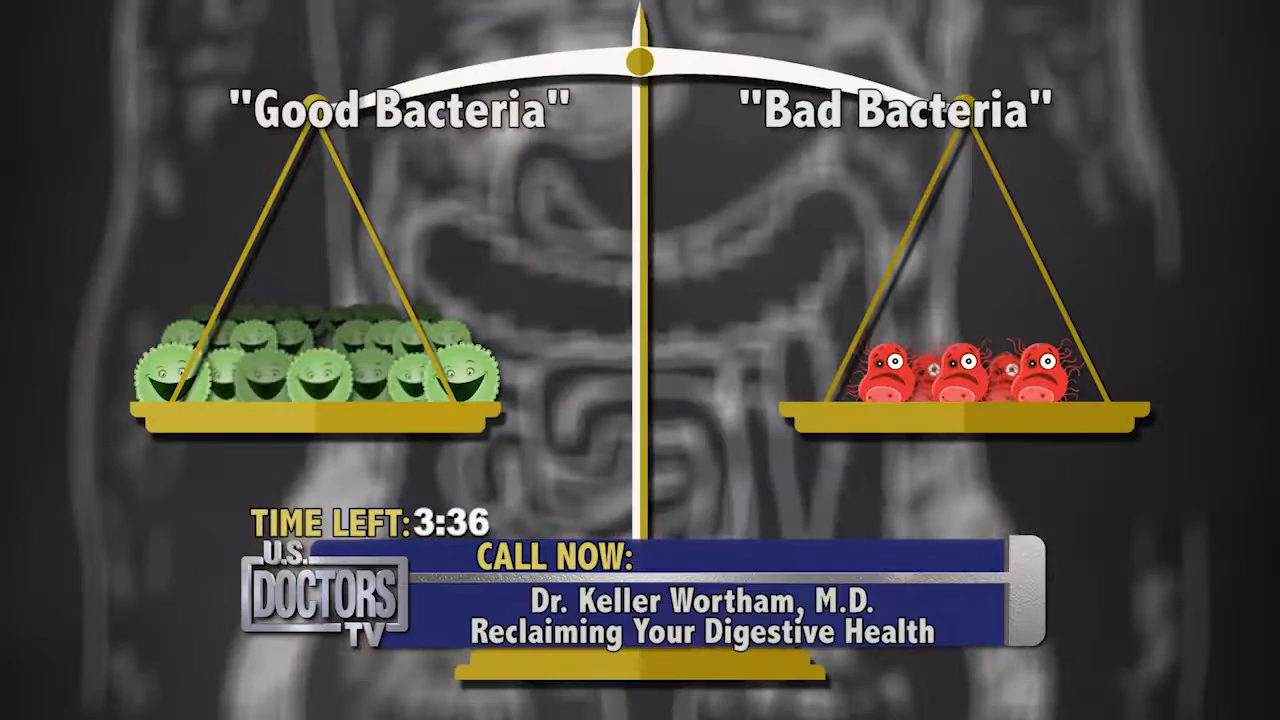 "Good Bacteria"
"Bad Bacteria"
TIME LEFT: 3:36
U.S.
DOCTORS
TV
CALL NOW:
Dr. Keller Wortham, M.D.
Reclaiming Your Digestive Health